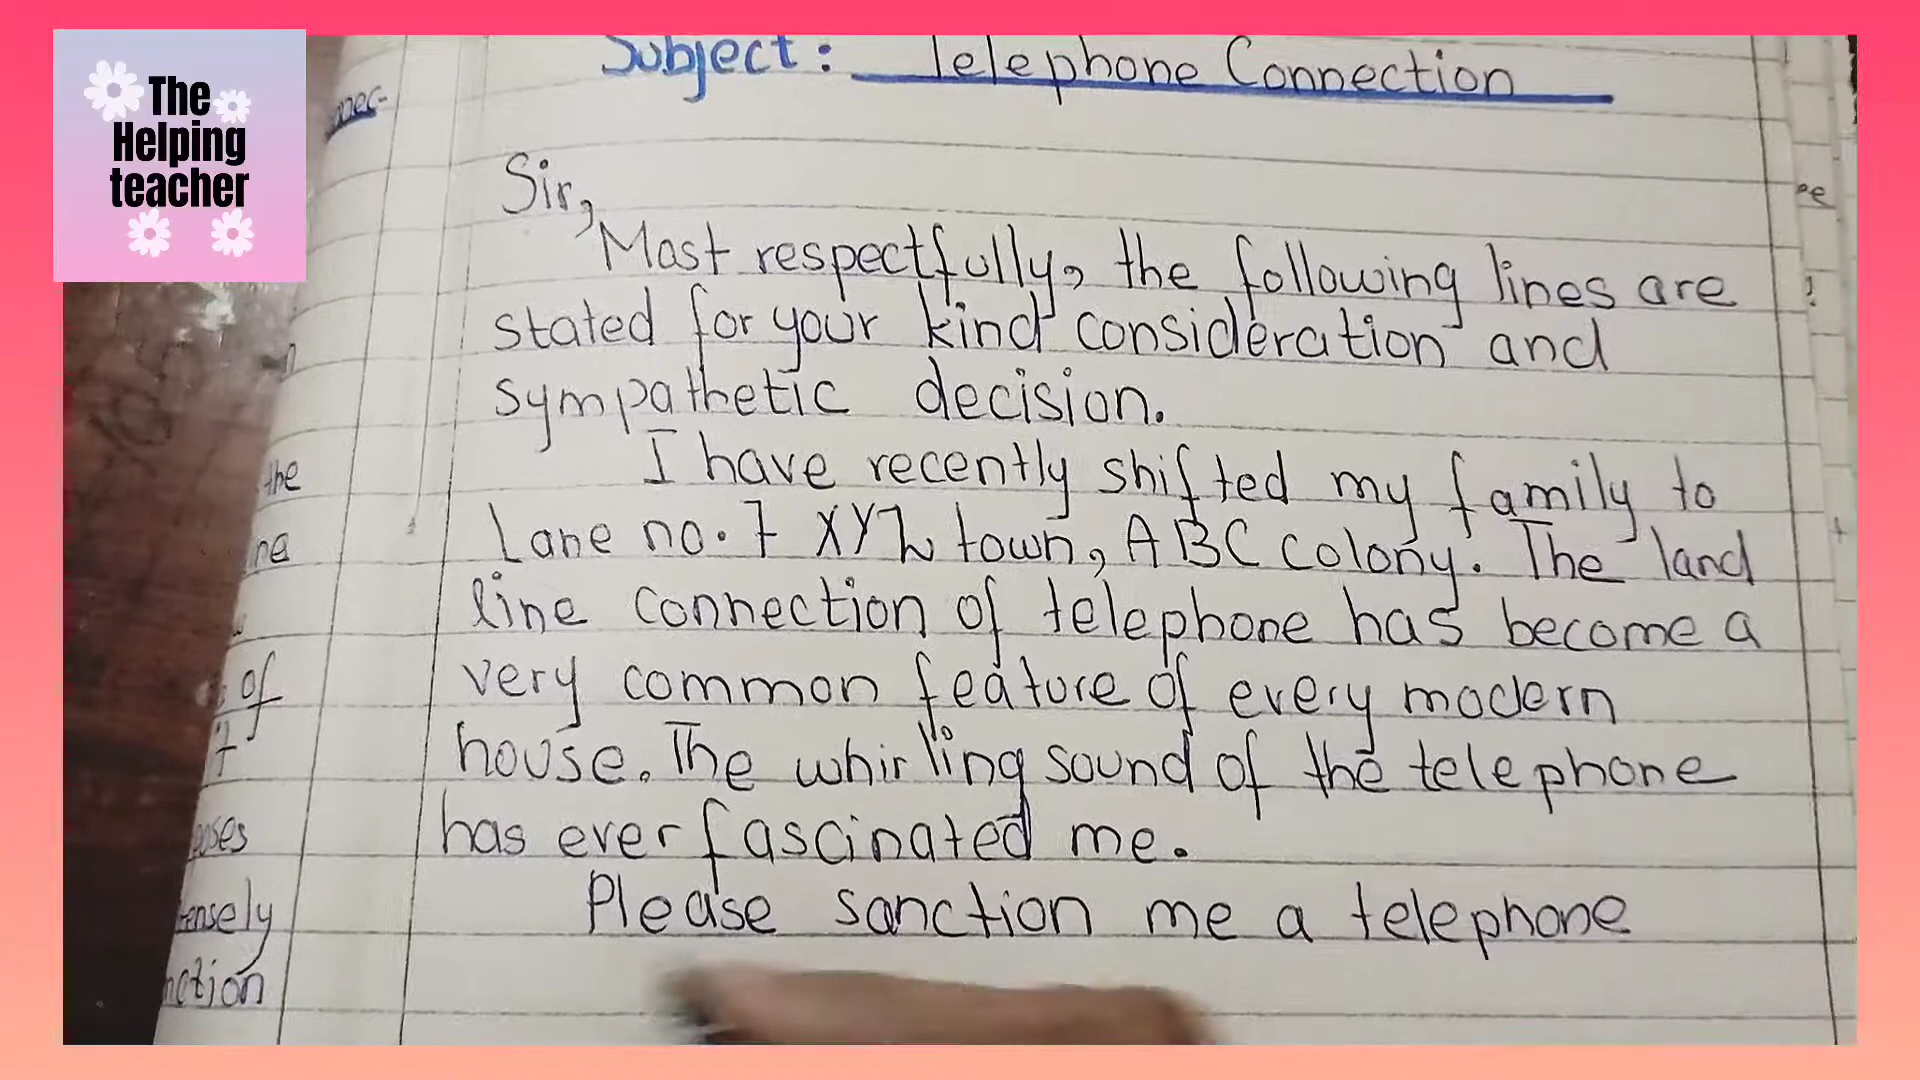 The
Helping
teacher
Subject: Telephone Connection
Sir,
Most respectfully, the following lines are
stated for your kind consideration and
sympathetic decision.
I have recently shifted my family to
Lane no. 7 XYZ town, ABC colony. The land
line connection of telephone has become a
very common feature of every modern
house. The whirling sound of the telephone
has ever fascinated me.
Please sanction me a telephone
the
of